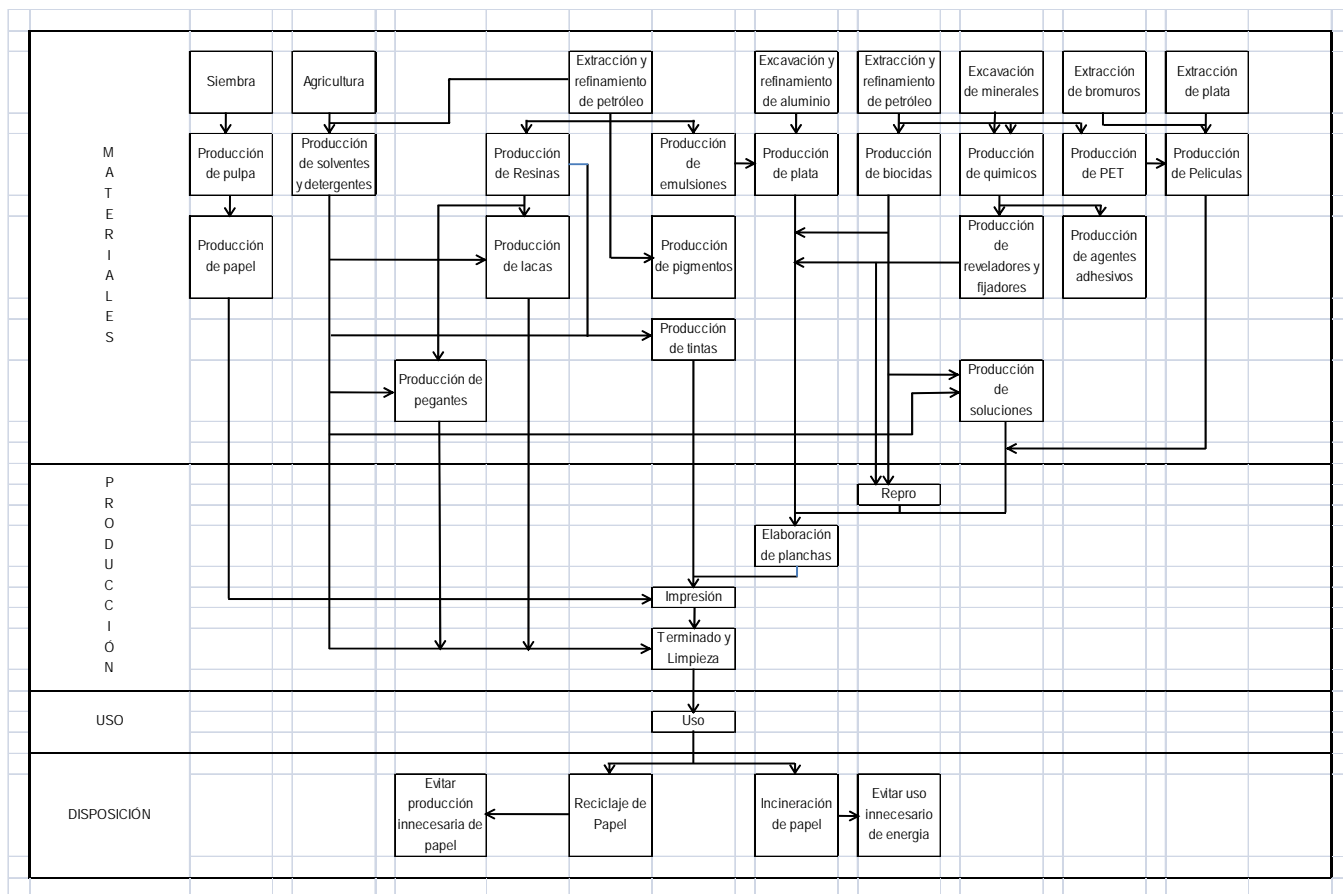 M
A
T
E
R
I
A
L
E
S
Siembra
Agricultura
Extracción y
refinamiento
de petróleo
Excavación y
refinamiento
de aluminio
Extracción y
refinamiento
de petróleo
Excavación
de minerales
Extracción
de bromuros
Extracción
de plata
Producción
de pulpa
Producción
de solventes
y detergentes
Producción
de Resinas
Producción
de
emulsiones
Producción
de plata
Producción
de biocidas
Producción
de quimicos
Producción
de PET
Producción
de Peliculas
Producción
de papel
Producción
de lacas
Producción
de pigmentos
Producción
de
reveladores y
fijadores
Producción
de agentes
adhesivos
Producción
de tintas
Producción de
pegantes
Producción
de
soluciones
P
R
O
D
U
C
C
I
Ó
N
Repro
Elaboración
de planchas
Impresión
Terminado y
Limpieza
USO
Uso
DISPOSICIÓN
Evitar
producción
innecesaria de
papel
Reciclaje de
Papel
Incineración
de papel
Evitar uso
innecesario
de energia